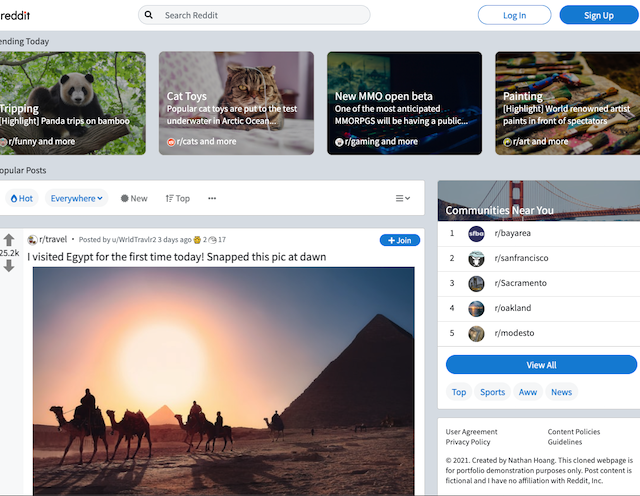 reddit
Search Reddit
Log In
Sign Up
ending Today
Tripping
[Highlight] Panda trips on bamboo
r/funny and more
Cat Toys
Popular cat toys are put to the test
underwater in Arctic Ocean...
r/cats and more
New MMO open beta
One of the most anticipated
MMORPGS will be having a public...
r/gaming and more
Painting
[Highlight] World renowned artist
paints in front of spectators
r/art and more
opular Posts
Hot
Everywhere
New
Top
25.2k
r/travel • Posted by u/WrldTravlr2 3 days ago 2 17
Join
I visited Egypt for the first time today! Snapped this pic at dawn
Communities Near You
1 sfba r/bayarea
2 r/sanfrancisco
3 r/Sacramento
4 r/oakland
5 r/modesto
View All
Top Sports Aww News
User Agreement
Content Policies
Privacy Policy
Guidelines
© 2021. Created by Nathan Hoang. This cloned webpage is
for portfolio demonstration purposes only. Post content is
fictional and I have no affiliation with Reddit, Inc.